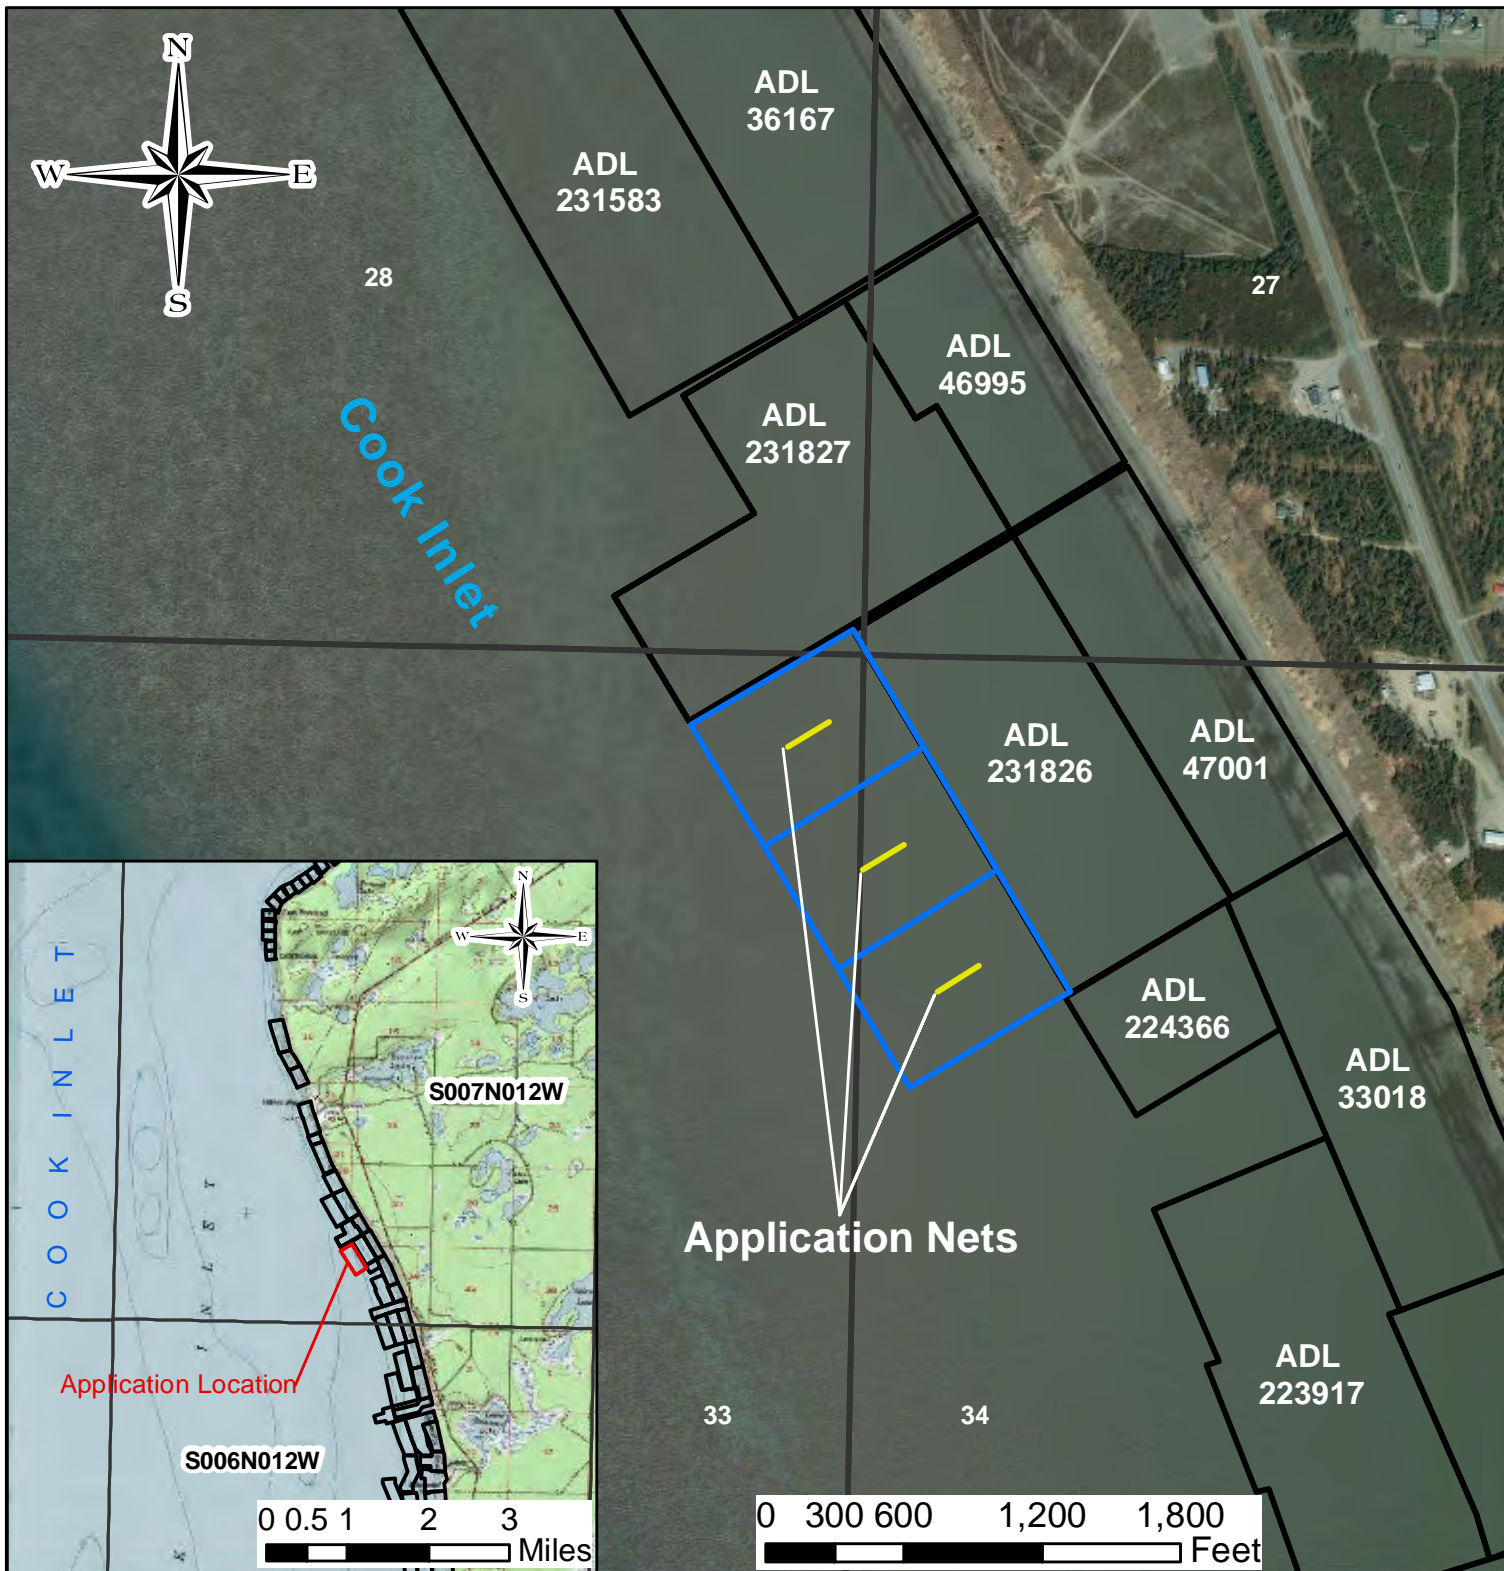 N
W E
S
ADL
36167
ADL
231583
28
27
ADL
46995
ADL
231827
Cook Inlet
ADL
231826
ADL
47001
ADL
224366
ADL
33018
Application Nets
ADL
223917
33
34
0 300 600 1,200 1,800
Feet
N
W E
S
COOK INLET
S007N012W
INLET
Application Location
S006N012W
0 0.5 1 2 3
Miles